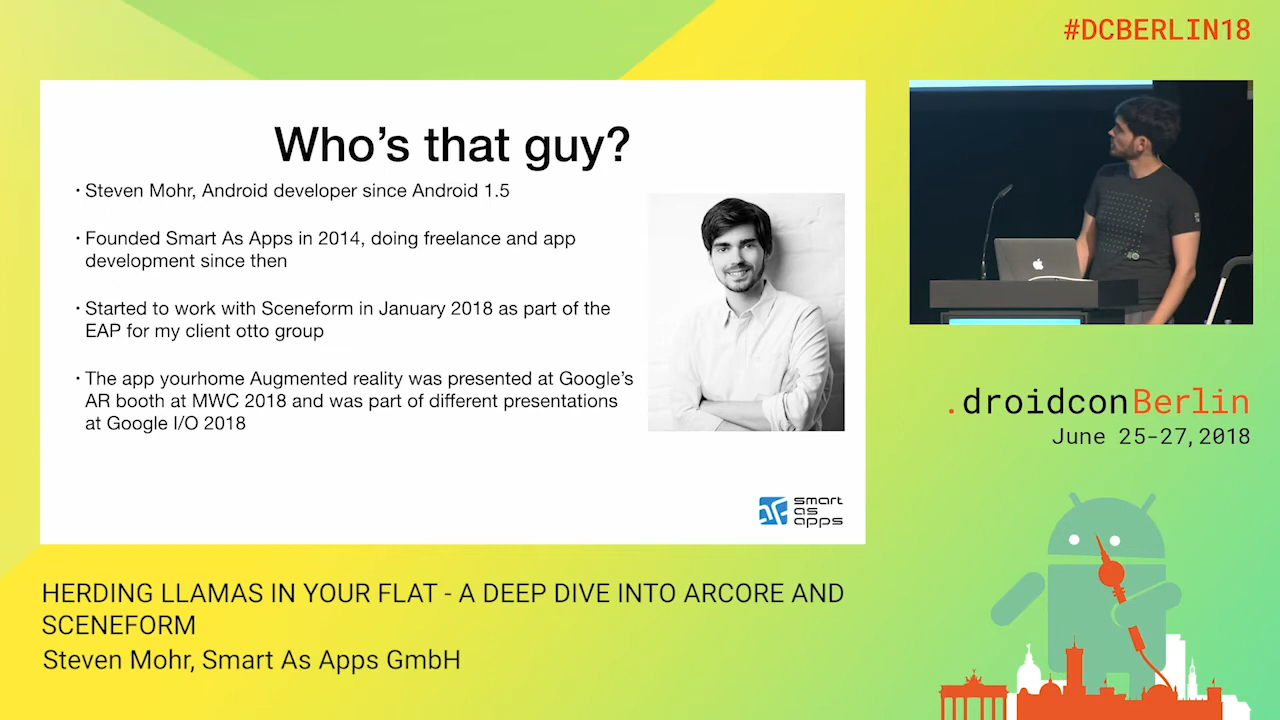 #DCBERLIN18
Who's that guy?
· Steven Mohr, Android developer since Android 1.5
· Founded Smart As Apps in 2014, doing freelance and app
development since then
· Started to work with Sceneform in January 2018 as part of the
EAP for my client otto group
· The app yourhome Augmented reality was presented at Google's
AR booth at MWC 2018 and was part of different presentations
at Google I/O 2018
smart
as
apps
.droidconBerlin
June 25-27, 2018
HERDING LLAMAS IN YOUR FLAT - A DEEP DIVE INTO ARCORE AND
SCENEFORM
Steven Mohr, Smart As Apps GmbH